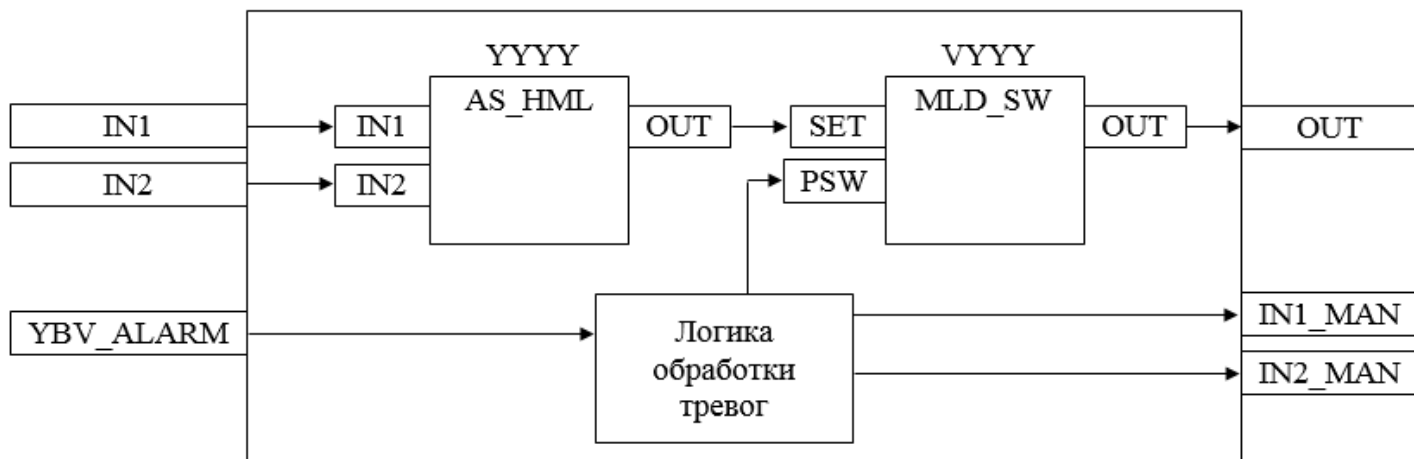 YYYY
VYYY
AS_HML
MLD_SW
IN1
IN1
OUT
SET
OUT
OUT
IN2
IN2
PSW
YBV_ALARM
Логика
обработки
тревог
IN1_MAN
IN2_MAN